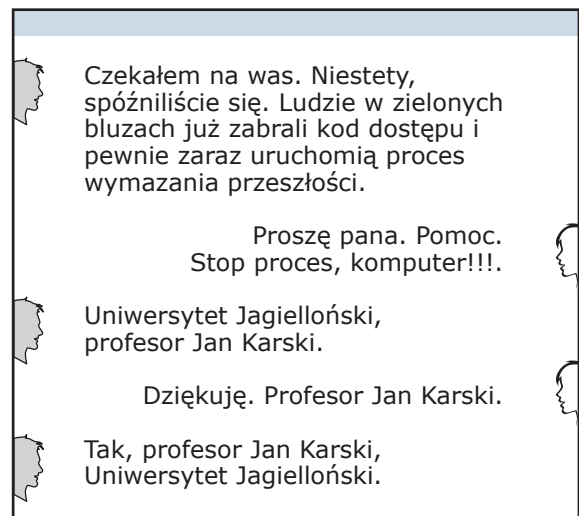 Czekałem na was. Niestety,
spóźniliście się. Ludzie w zielonych
bluzach już zabrali kod dostępu i
pewnie zaraz uruchomią proces
wymazania przeszłości.
Proszę pana. Pomoc.
Stop proces, komputer!!!.
Uniwersytet Jagielloński,
profesor Jan Karski.
Dziękuję. Profesor Jan Karski.
Tak, profesor Jan Karski,
Uniwersytet Jagielloński.